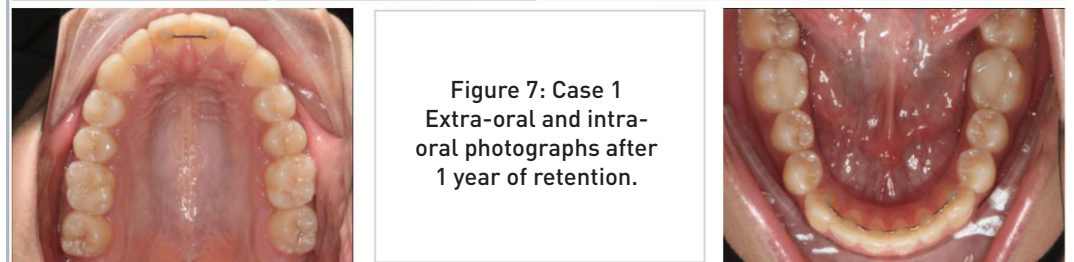 Figure 7: Case 1
Extra-oral and intra-
oral photographs after
1 year of retention.